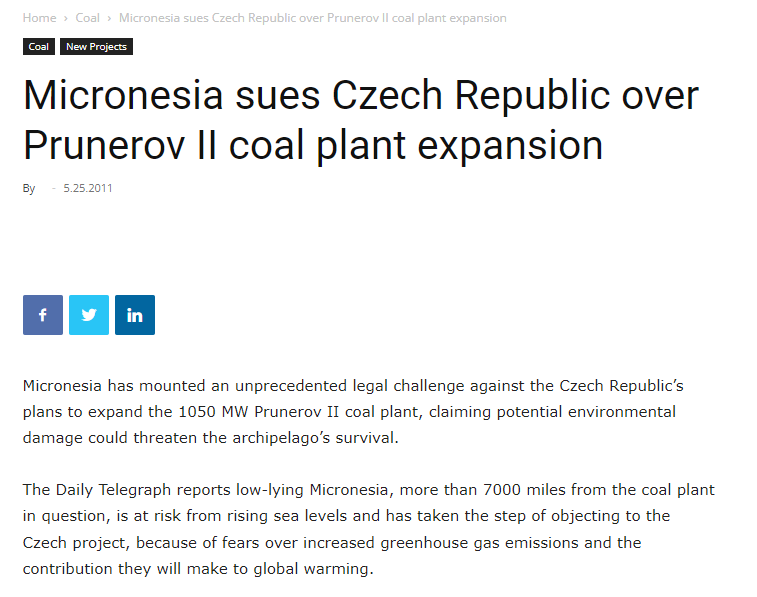 Home › Coal › Micronesia sues Czech Republic over Prunerov II coal plant expansion
Coal New Projects
Micronesia sues Czech Republic over
Prunerov II coal plant expansion
By - 5.25.2011
f in
Micronesia has mounted an unprecedented legal challenge against the Czech Republic’s
plans to expand the 1050 MW Prunerov II coal plant, claiming potential environmental
damage could threaten the archipelago’s survival.
The Daily Telegraph reports low-lying Micronesia, more than 7000 miles from the coal plant
in question, is at risk from rising sea levels and has taken the step of objecting to the
Czech project, because of fears over increased greenhouse gas emissions and the
contribution they will make to global warming.